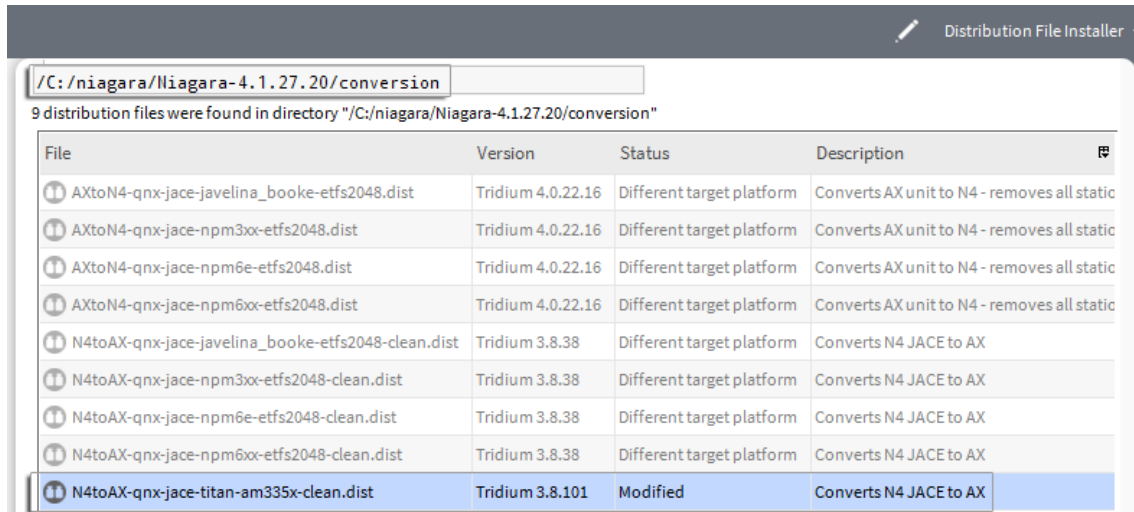 Distribution File Installer
/C:/niagara/Niagara-4.1.27.20/conversion
9 distribution files were found in directory "/C:/niagara/Niagara-4.1.27.20/conversion"
File Version Status Description
AXtoN4-qnx-jace-javelina_booke-etfs2048.dist Tridium 4.0.22.16 Different target platform Converts AX unit to N4 - removes all static
AXtoN4-qnx-jace-npm3xx-etfs2048.dist Tridium 4.0.22.16 Different target platform Converts AX unit to N4 - removes all static
AXtoN4-qnx-jace-npm6e-etfs2048.dist Tridium 4.0.22.16 Different target platform Converts AX unit to N4 - removes all static
AXtoN4-qnx-jace-npm6xx-etfs2048.dist Tridium 4.0.22.16 Different target platform Converts AX unit to N4 - removes all static
N4toAX-qnx-jace-javelina_booke-etfs2048-clean.dist Tridium 3.8.38 Different target platform Converts N4 JACE to AX
N4toAX-qnx-jace-npm3xx-etfs2048-clean.dist Tridium 3.8.38 Different target platform Converts N4 JACE to AX
N4toAX-qnx-jace-npm6e-etfs2048-clean.dist Tridium 3.8.38 Different target platform Converts N4 JACE to AX
N4toAX-qnx-jace-npm6xx-etfs2048-clean.dist Tridium 3.8.38 Different target platform Converts N4 JACE to AX
N4toAX-qnx-jace-titan-am335x-clean.dist Tridium 3.8.101 Modified Converts N4 JACE to AX